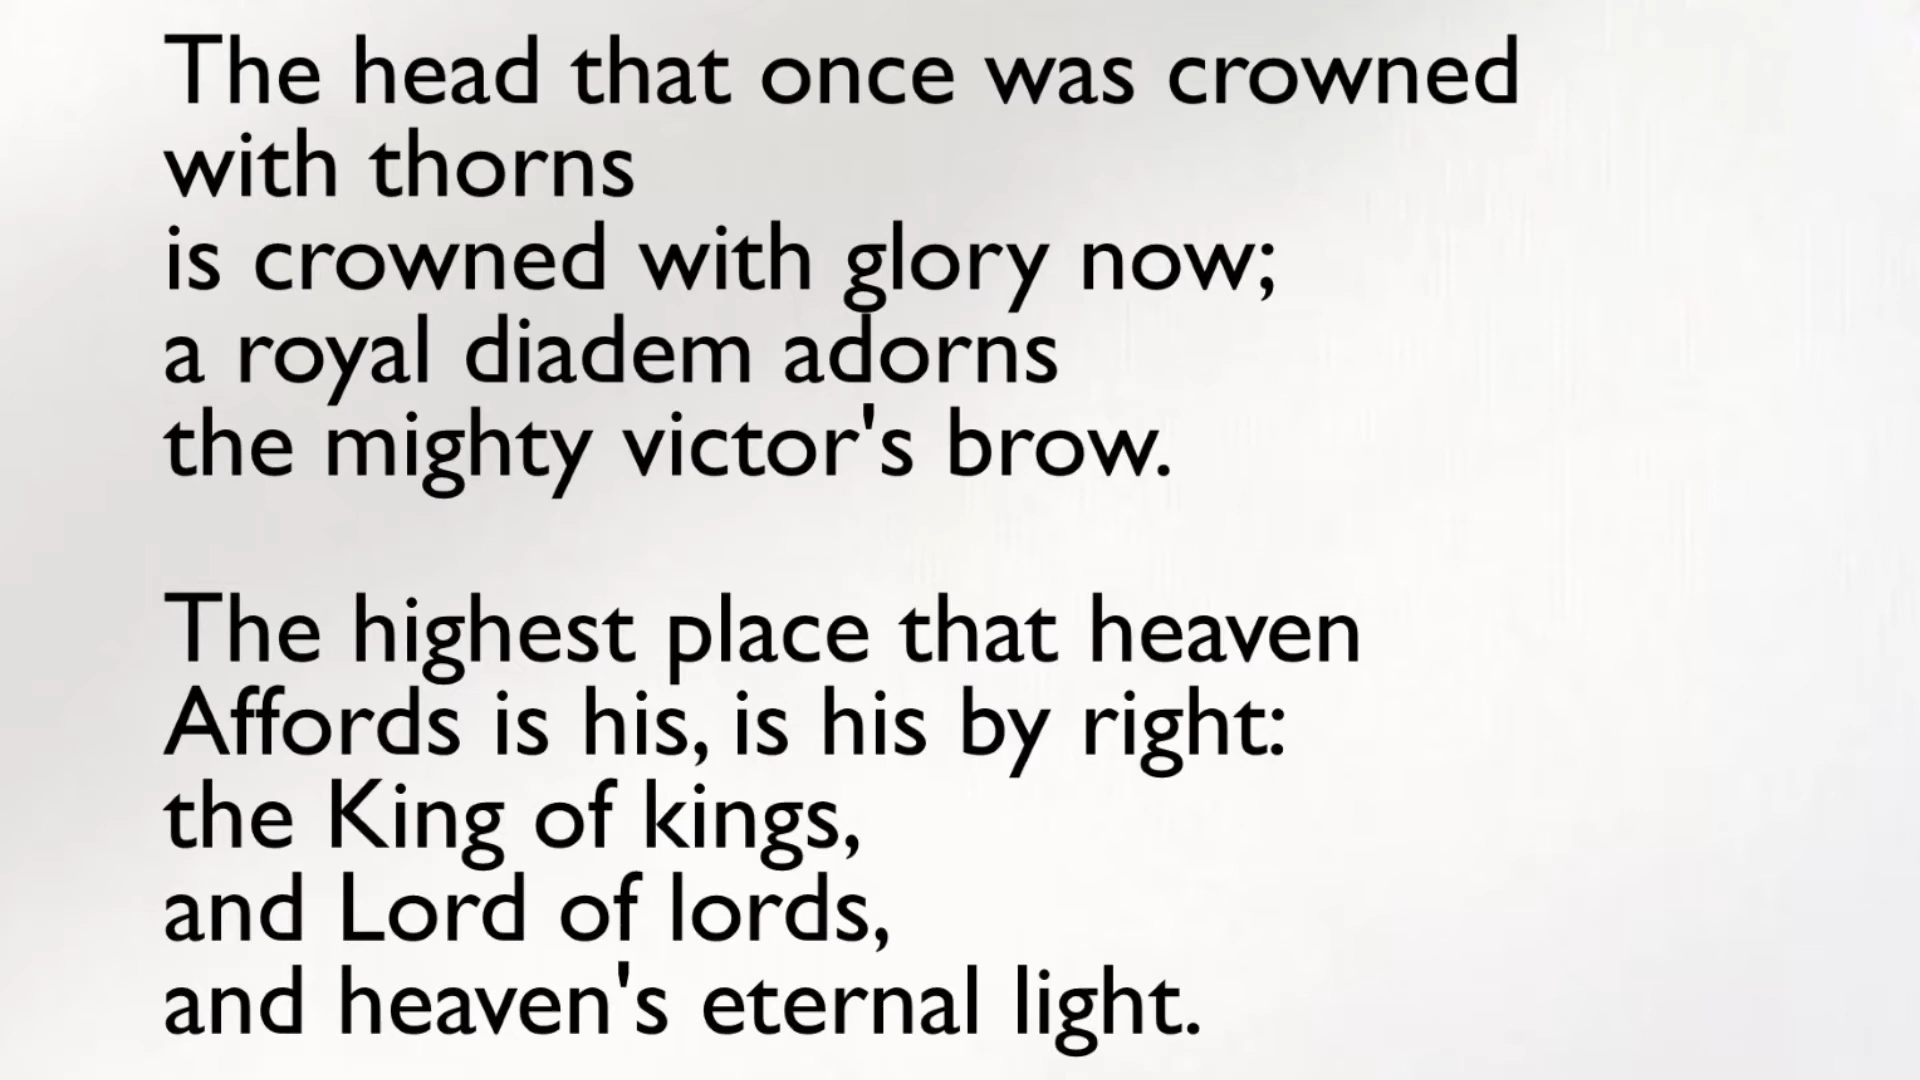 The head that once was crowned
with thorns
is crowned with glory now;
a royal diadem adorns
the mighty victor's brow.

The highest place that heaven
Affords is his, is his by right:
the King of kings,
and Lord of lords,
and heaven's eternal light.